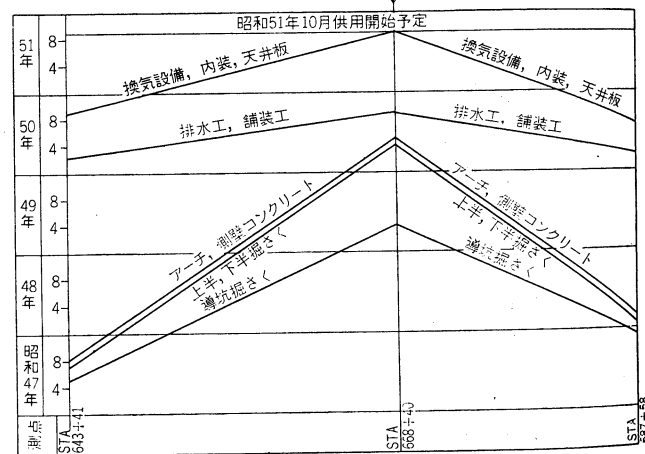 昭和51年10月供用開始予定
51年
8
4
換気設備,内装,天井板
換気設備,内装,天井板
50年
8
4
排水工,舗装工
排水工,舗装工
49年
8
4
アーチ,側壁コンクリート
上半,下半掘さく
導坑掘さく
アーチ,側壁コンクリート
上半,下半掘さく
導坑掘さく
48年
8
4
昭和47年
8
4
測点
STA
643+41
STA
668+40
STA
687+58